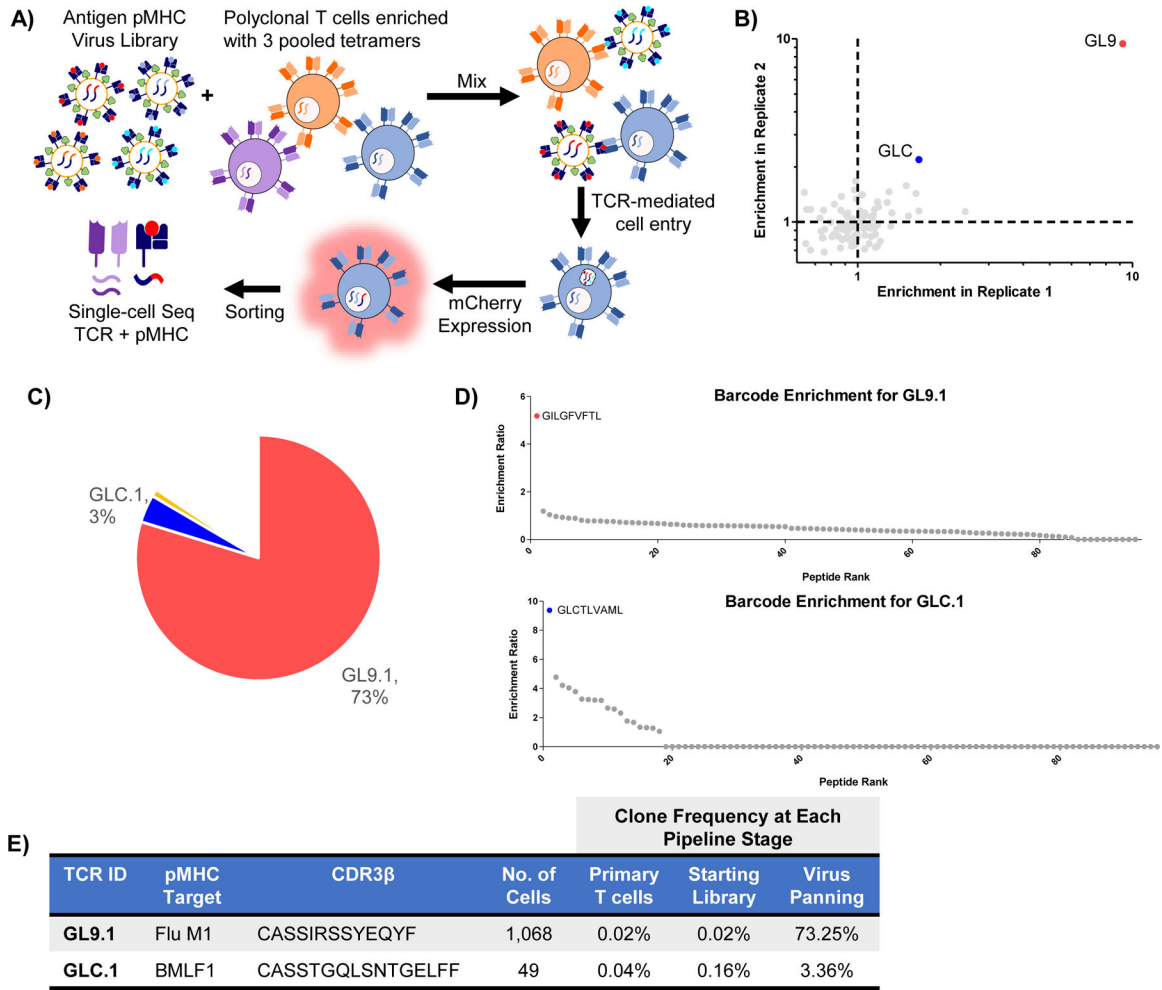 A)
Antigen pMHC
Virus Library
Polyclonal T cells enriched
with 3 pooled tetramers
+
Mix
TCR-mediated
cell entry
mCherry
Expression
Sorting
Single-cell Seq
TCR + pMHC
B)
Enrichment in Replicate 2
10
1
GL9
GLC
1
10
Enrichment in Replicate 1
C)
GLC.1,
3%
GL9.1,
73%
D)
Barcode Enrichment for GL9.1
Enrichment Ratio
6
4
2
0
GILGFVFTL
0
20
40
60
80
Peptide Rank
Barcode Enrichment for GLC.1
Enrichment Ratio
10
8
6
4
2
0
GLCTLVAML
0
20
40
60
80
Peptide Rank
E)
Clone Frequency at Each
Pipeline Stage
TCR ID pMHC Target CDR3β No. of Cells Primary T cells Starting Library Virus Panning
GL9.1 Flu M1 CASSIRSSYEQYF 1,068 0.02% 0.02% 73.25%
GLC.1 BMLF1 CASSTGQLSNTGELFF 49 0.04% 0.16% 3.36%